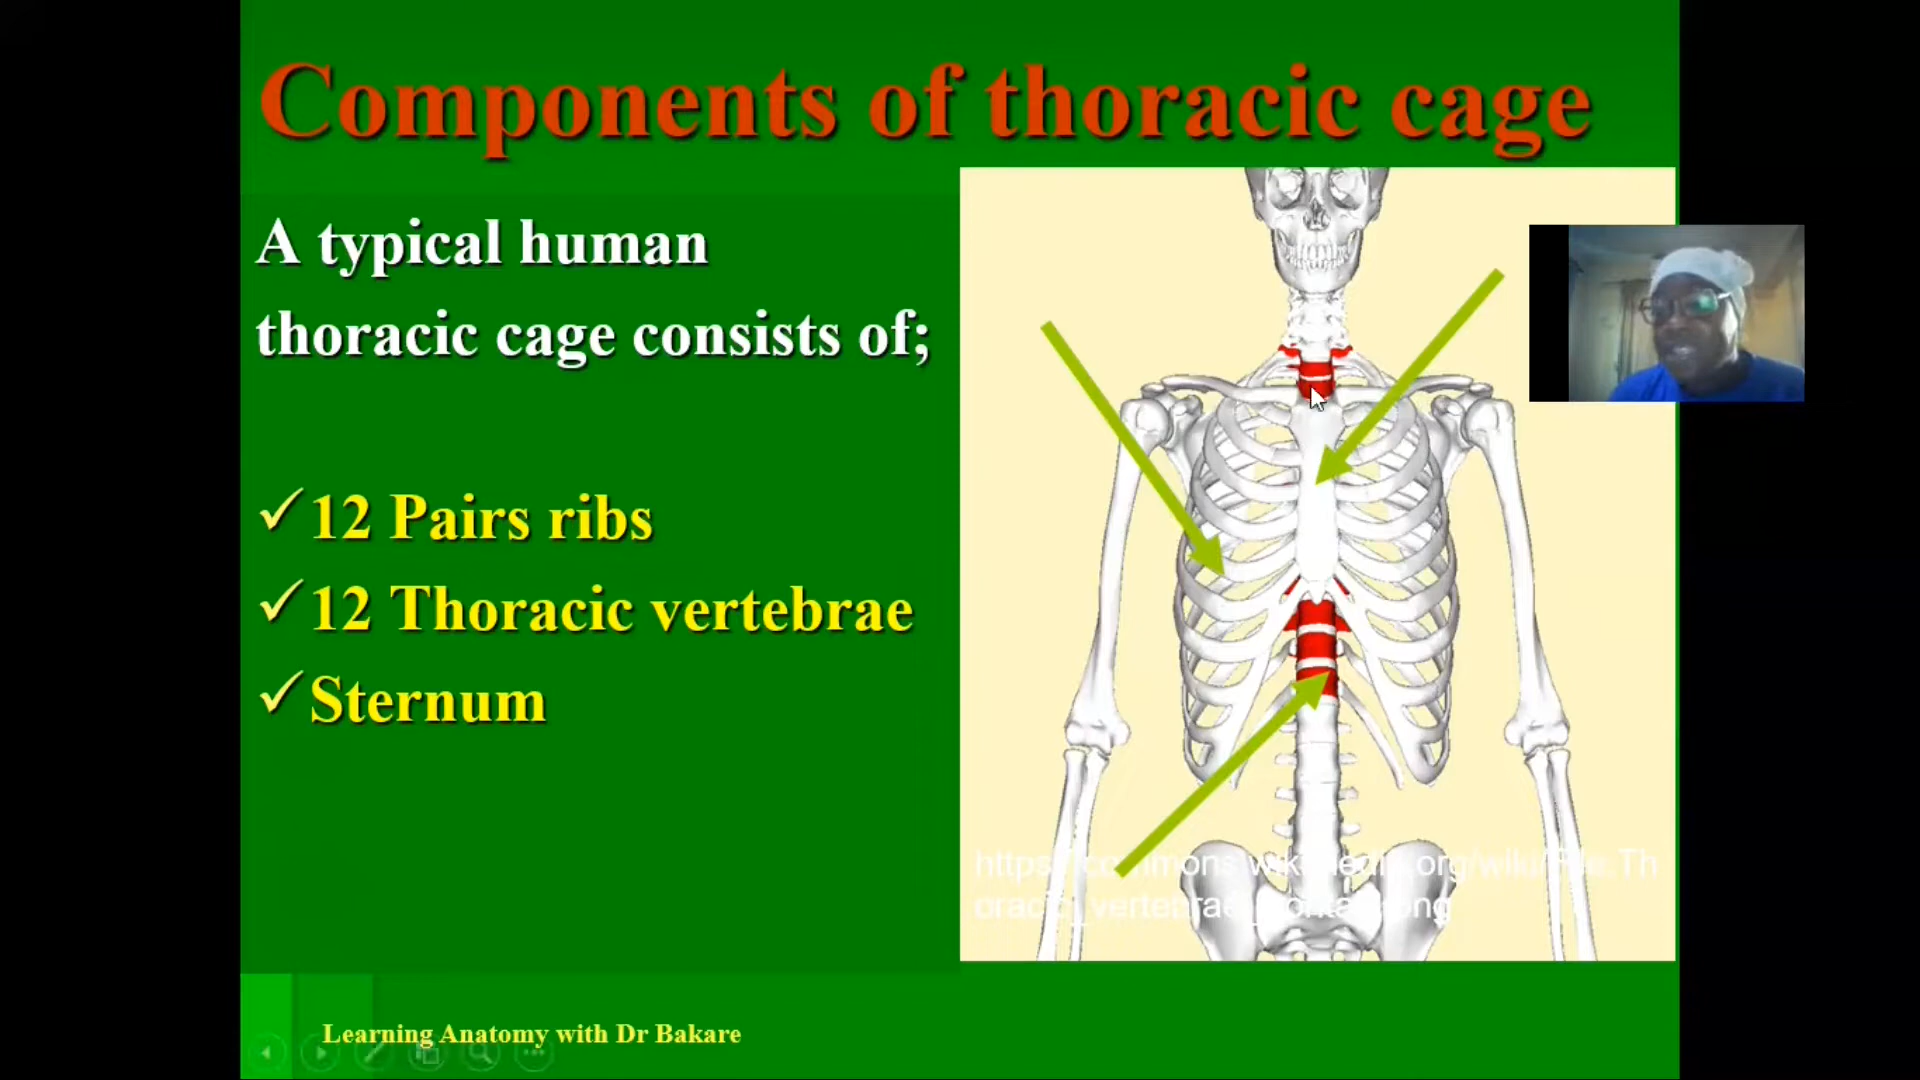 Components of thoracic cage
A typical human
thoracic cage consists of;
✓12 Pairs ribs
✓12 Thoracic vertebrae
✓Sternum
Learning Anatomy with Dr Bakare